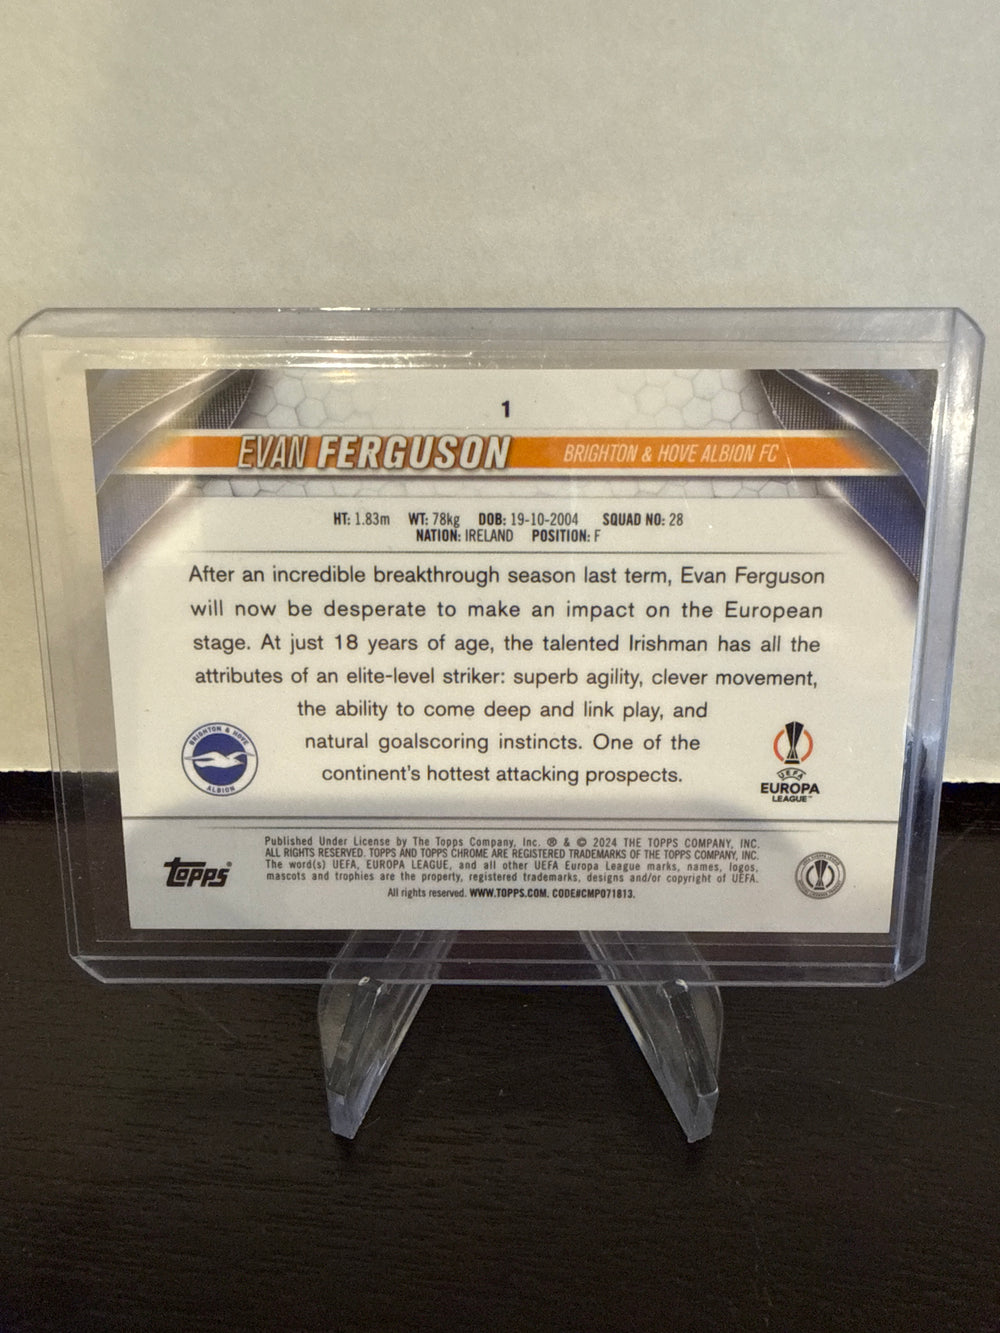 1
EVAN FERGUSON BRIGHTON & HOVE ALBION FC
HT: 1.83m WT: 78kg DOB: 19-10-2004 SQUAD NO: 28
NATION: IRELAND POSITION: F
After an incredible breakthrough season last term, Evan Ferguson
will now be desperate to make an impact on the European
stage. At just 18 years of age, the talented Irishman has all the
attributes of an elite-level striker: superb agility, clever movement,
the ability to come deep and link play, and
natural goalscoring instincts. One of the
continent's hottest attacking prospects.
BRIGHTON & HOVE
ALBION
UEFA
EUROPA
LEAGUE™
Topps®
Published Under License by The Topps Company, Inc. ® & © 2024 THE TOPPS COMPANY, INC.
ALL RIGHTS RESERVED. TOPPS AND TOPPS CHROME ARE REGISTERED TRADEMARKS OF THE TOPPS COMPANY, INC.
The word(s) UEFA, EUROPA LEAGUE, and all other UEFA Europa League marks, names, logos,
mascots and trophies are the property, registered trademarks, designs and/or copyright of UEFA.
All rights reserved. WWW.TOPPS.COM. CODE#CMP071813.